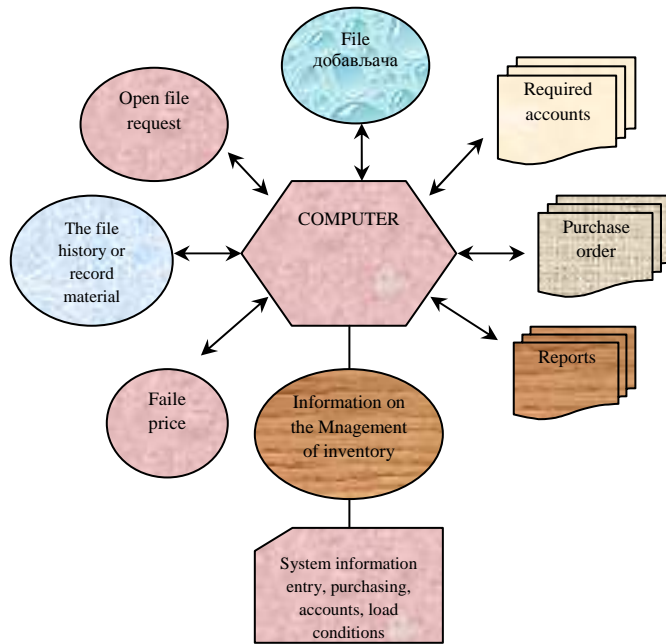 File
добављача
Open file
request
Required
accounts
COMPUTER
The file
history or
record
material
Purchase
order
Reports
Faile
price
Information on
the Mnagement
of inventory
System information
entry, purchasing,
accounts, load
conditions